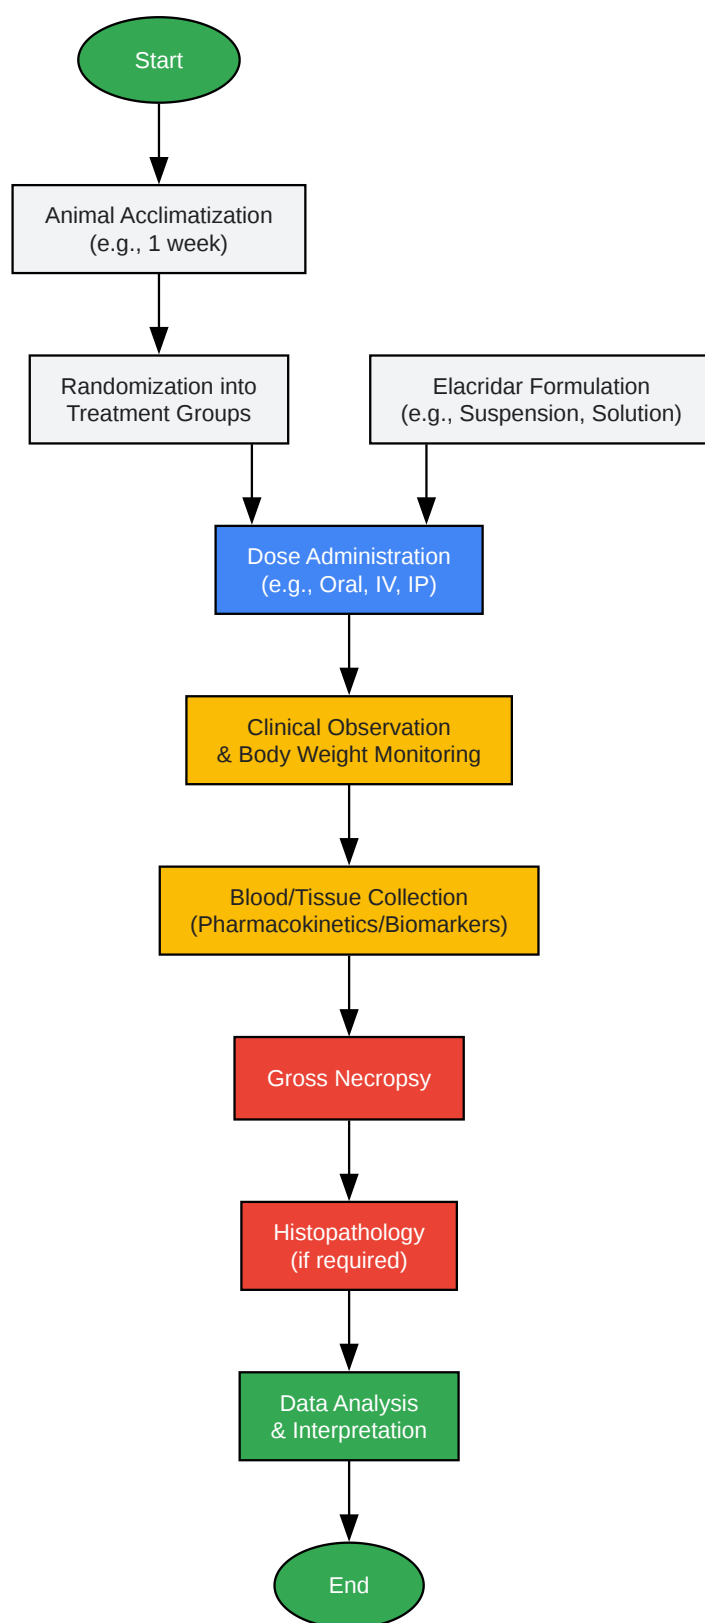 Start
Animal Acclimatization
(e.g., 1 week)
Randomization into
Treatment Groups
Elacridar Formulation
(e.g., Suspension, Solution)
Dose Administration
(e.g., Oral, IV, IP)
Clinical Observation
& Body Weight Monitoring
Blood/Tissue Collection
(Pharmacokinetics/Biomarkers)
Gross Necropsy
Histopathology
(if required)
Data Analysis
& Interpretation
End